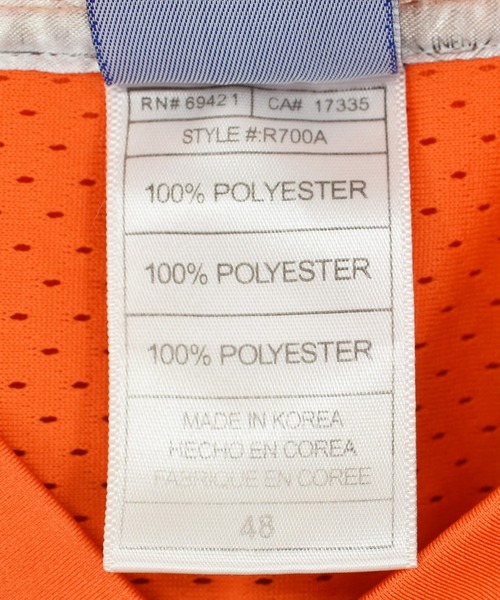 RN# 69421 CA# 17335
STYLE #:R700A
100% POLYESTER
100% POLYESTER
100% POLYESTER
MADE IN KOREA
HECHO EN COREA
FABRIQUE EN COREE
48